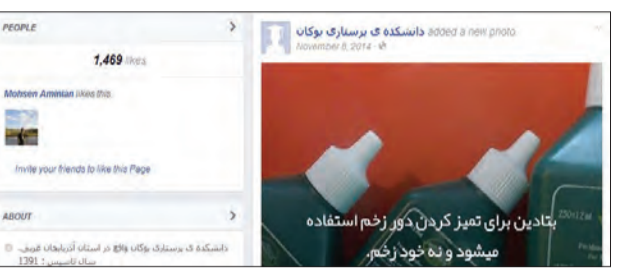 PEOPLE >
1,469 likes
Mohsen Aminian likes this.
Invite your friends to like this Page
ABOUT >
دانشکده ی پرستاری بوکان واقع در استان آذربایجان غربی.
سال تاسیس : 1391
دانشکده ی پرستاری بوکان added a new photo.
November 8, 2014
بتادین برای تمیز کردن دور زخم استفاده
میشود و نه خود زخم.